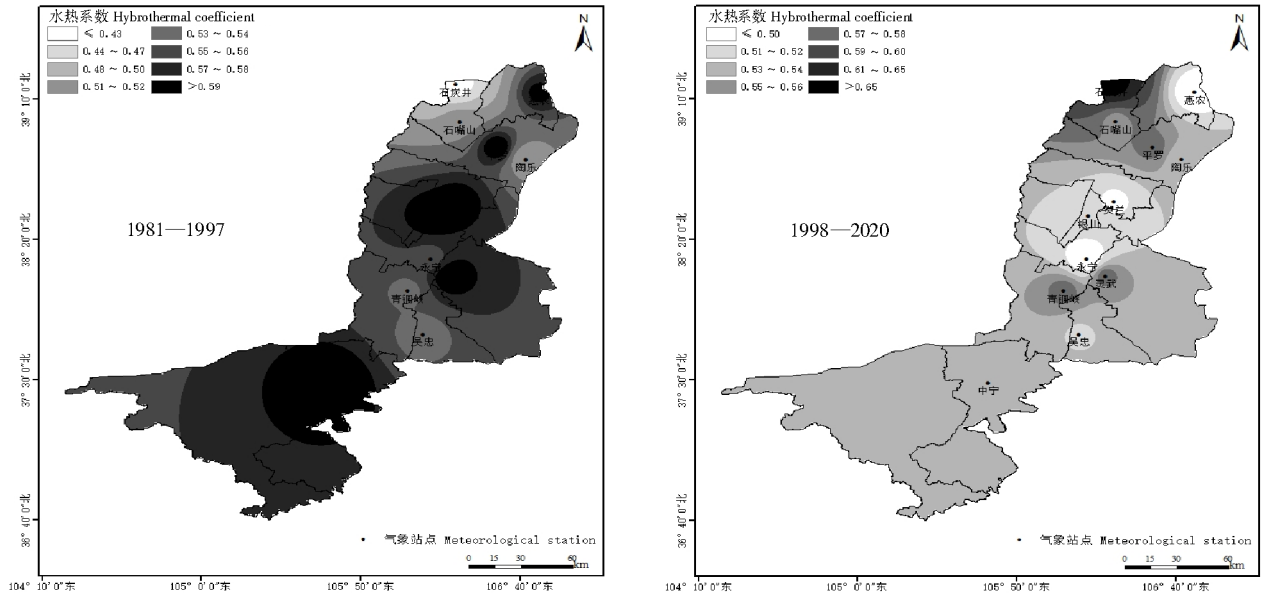 水热系数 Hybrothermal coefficient
≤ 0.43 0.53 ~ 0.54
0.44 ~ 0.47 0.55 ~ 0.56
0.48 ~ 0.50 0.57 ~ 0.58
0.51 ~ 0.52 >0.59
N
39°10′0″北
38°20′0″北
37°30′0″北
36°40′0″北
石炭井
石嘴山
陶乐
1981—1997
永宁
青铜峡
吴忠
气象站点 Meteorological station
0 15 30 60
km
104°10′0″东 105°0′0″东 105°50′0″东 106°40′0″东
水热系数 Hybrothermal coefficient
≤ 0.50 0.57 ~ 0.58
0.51 ~ 0.52 0.59 ~ 0.60
0.53 ~ 0.54 0.61 ~ 0.65
0.55 ~ 0.56 >0.65
N
39°10′0″北
38°20′0″北
37°30′0″北
36°40′0″北
惠农
石嘴山
平罗
陶乐
贺兰
银川
1998—2020
永宁
灵武
青铜峡
吴忠
中宁
气象站点 Meteorological station
0 15 30 60
km
104°10′0″东 105°0′0″东 105°50′0″东 106°40′0″东